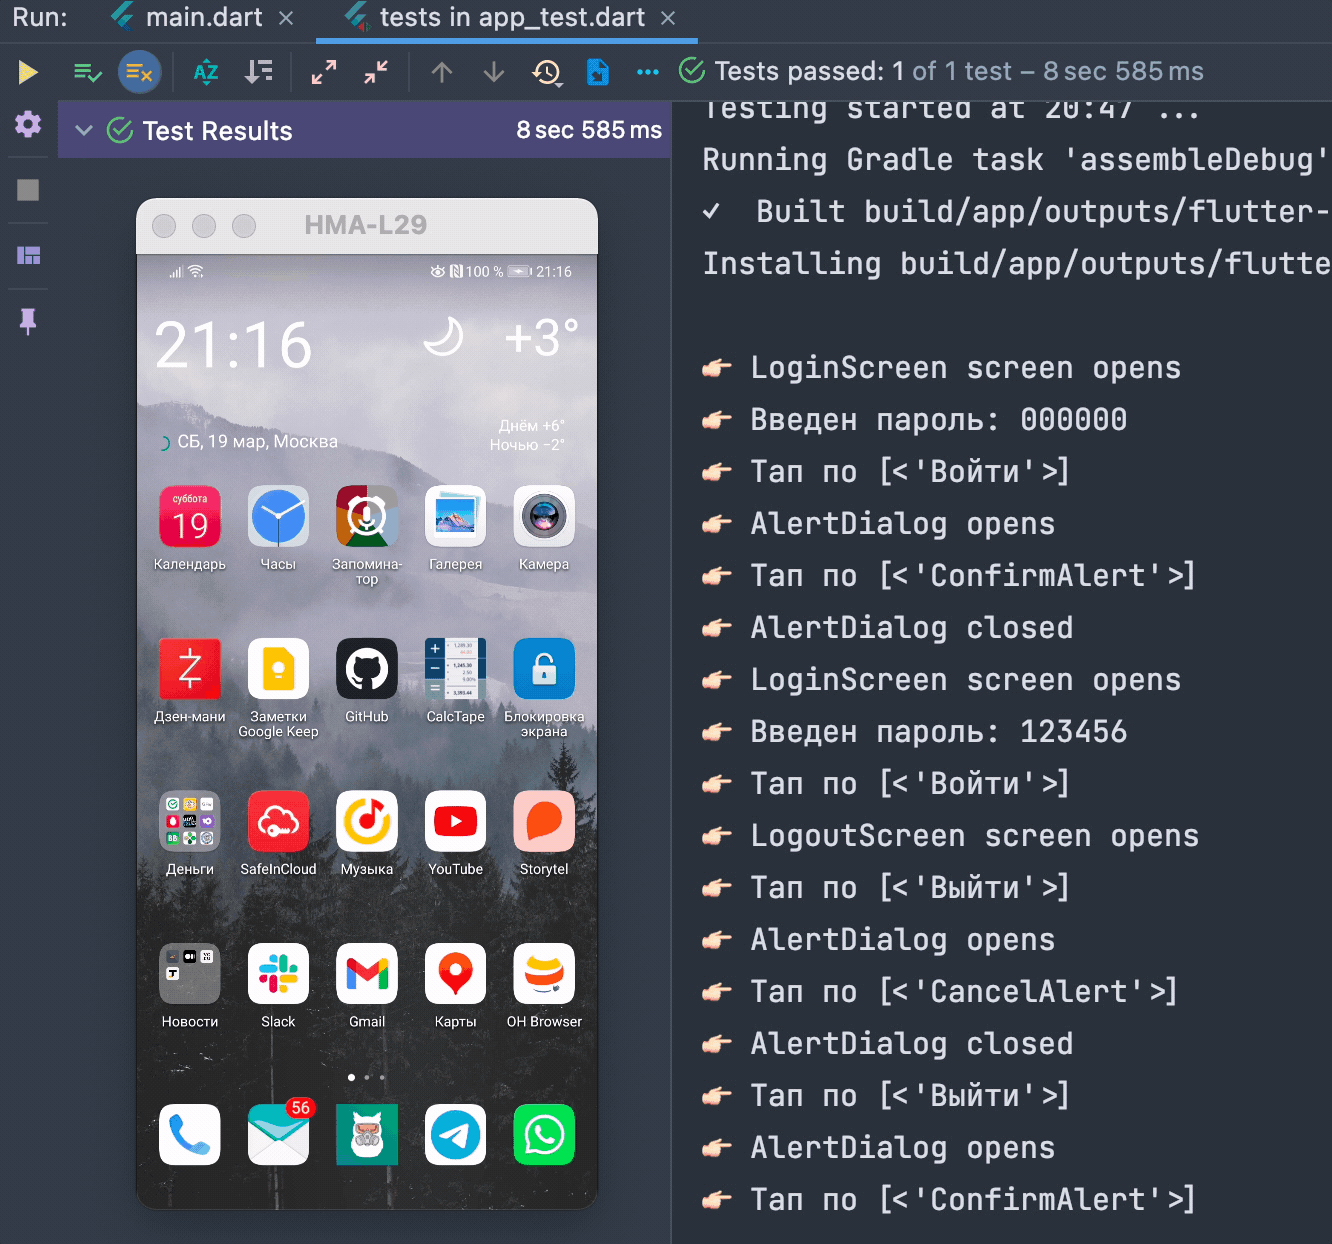 Run:
main.dart
tests in app_test.dart
Tests passed: 1 of 1 test – 8 sec 585 ms
Test Results
8 sec 585 ms
HMA-L29
100 %
21:16
21:16
+3°
СБ, 19 мар, Москва
Днём +6°
Ночью −2°
суббота
19
Календарь
Часы
Запомина-
тор
Галерея
Камера
Дзен-мани
Заметки
Google Keep
GitHub
CalcTape
Блокировка
экрана
Деньги
SafeInCloud
Музыка
YouTube
Storytel
Новости
Slack
Gmail
Карты
OH Browser
56
Testing started at 20:47 ...
Running Gradle task 'assembleDebug'
✓ Built build/app/outputs/flutter-
Installing build/app/outputs/flutte
👉 LoginScreen screen opens
👉 Введен пароль: 000000
👉 Тап по [<'Войти'>]
👉 AlertDialog opens
👉 Тап по [<'ConfirmAlert'>]
👉 AlertDialog closed
👉 LoginScreen screen opens
👉 Введен пароль: 123456
👉 Тап по [<'Войти'>]
👉 LogoutScreen screen opens
👉 Тап по [<'Выйти'>]
👉 AlertDialog opens
👉 Тап по [<'CancelAlert'>]
👉 AlertDialog closed
👉 Тап по [<'Выйти'>]
👉 AlertDialog opens
👉 Тап по [<'ConfirmAlert'>]